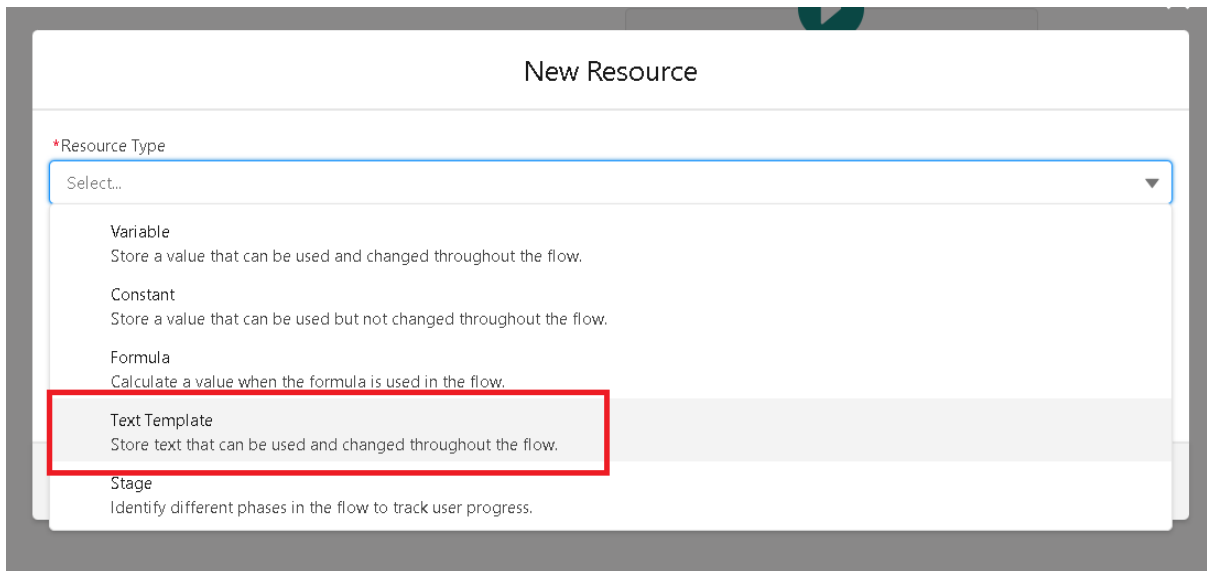 New Resource
*Resource Type
Select...
Variable
Store a value that can be used and changed throughout the flow.
Constant
Store a value that can be used but not changed throughout the flow.
Formula
Calculate a value when the formula is used in the flow.
Text Template
Store text that can be used and changed throughout the flow.
Stage
Identify different phases in the flow to track user progress.